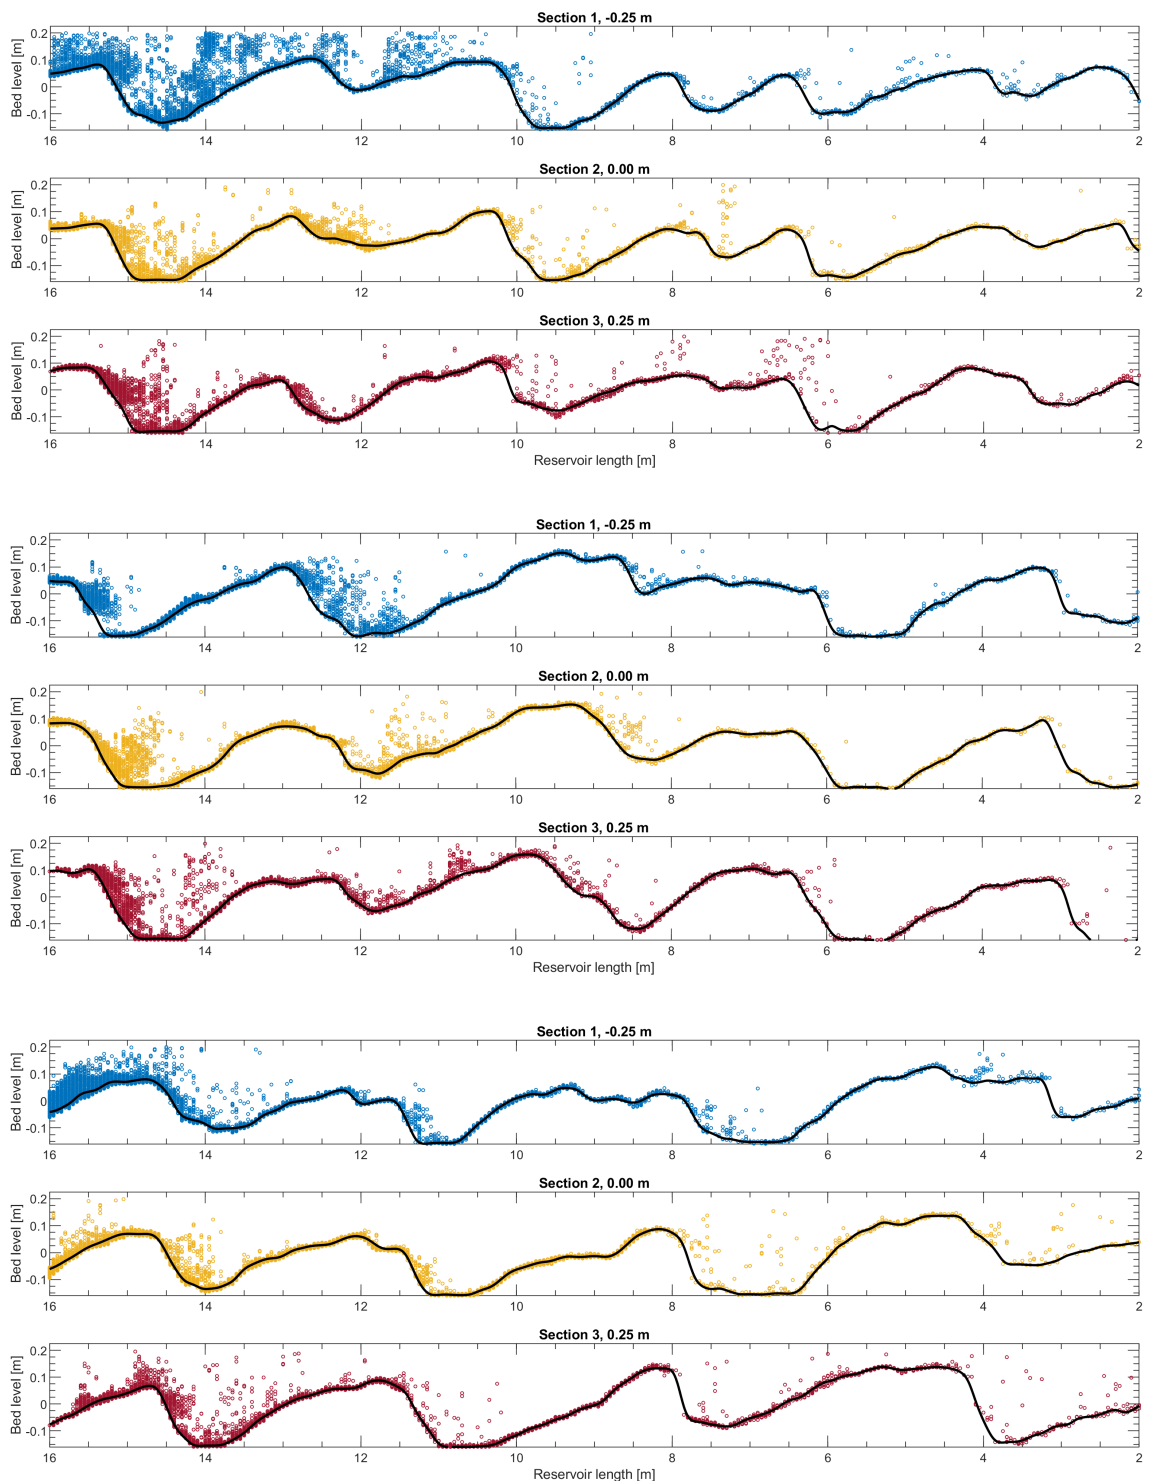 Section 1, -0.25 m
Bed level [m]
0.2
0.1
0
-0.1
16 14 12 10 8 6 4 2
Section 2, 0.00 m
Bed level [m]
0.2
0.1
0
-0.1
16 14 12 10 8 6 4 2
Section 3, 0.25 m
Bed level [m]
0.2
0.1
0
-0.1
16 14 12 10 8 6 4 2
Reservoir length [m]
Section 1, -0.25 m
Bed level [m]
0.2
0.1
0
-0.1
16 14 12 10 8 6 4 2
Section 2, 0.00 m
Bed level [m]
0.2
0.1
0
-0.1
16 14 12 10 8 6 4 2
Section 3, 0.25 m
Bed level [m]
0.2
0.1
0
-0.1
16 14 12 10 8 6 4 2
Reservoir length [m]
Section 1, -0.25 m
Bed level [m]
0.2
0.1
0
-0.1
16 14 12 10 8 6 4 2
Section 2, 0.00 m
Bed level [m]
0.2
0.1
0
-0.1
16 14 12 10 8 6 4 2
Section 3, 0.25 m
Bed level [m]
0.2
0.1
0
-0.1
16 14 12 10 8 6 4 2
Reservoir length [m]